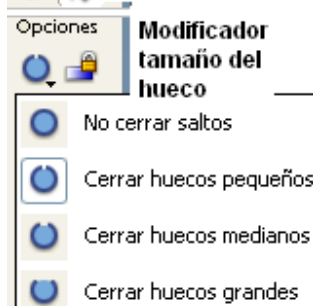 Opciones
Modificador
tamaño del
hueco
No cerrar saltos
Cerrar huecos pequeños
Cerrar huecos medianos
Cerrar huecos grandes